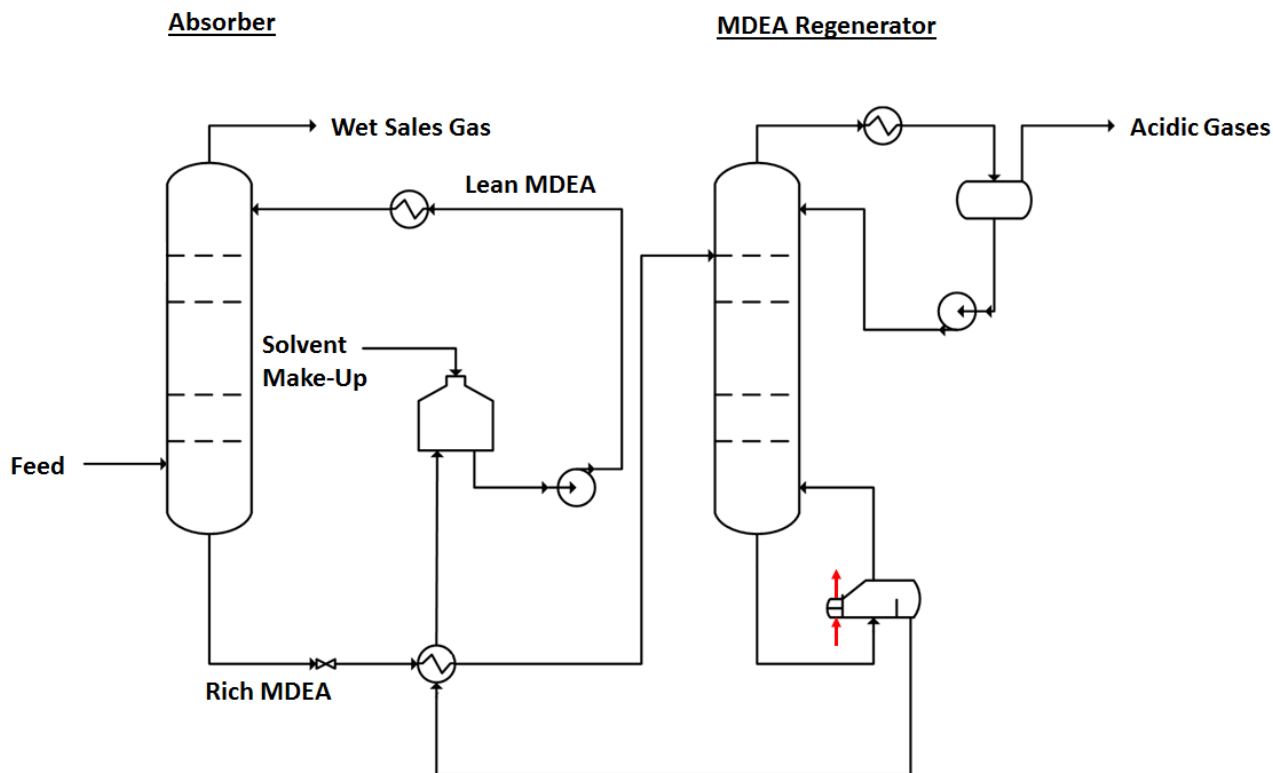 Absorber
MDEA Regenerator
Wet Sales Gas
Acidic Gases
Lean MDEA
Solvent
Make-Up
Feed
Rich MDEA